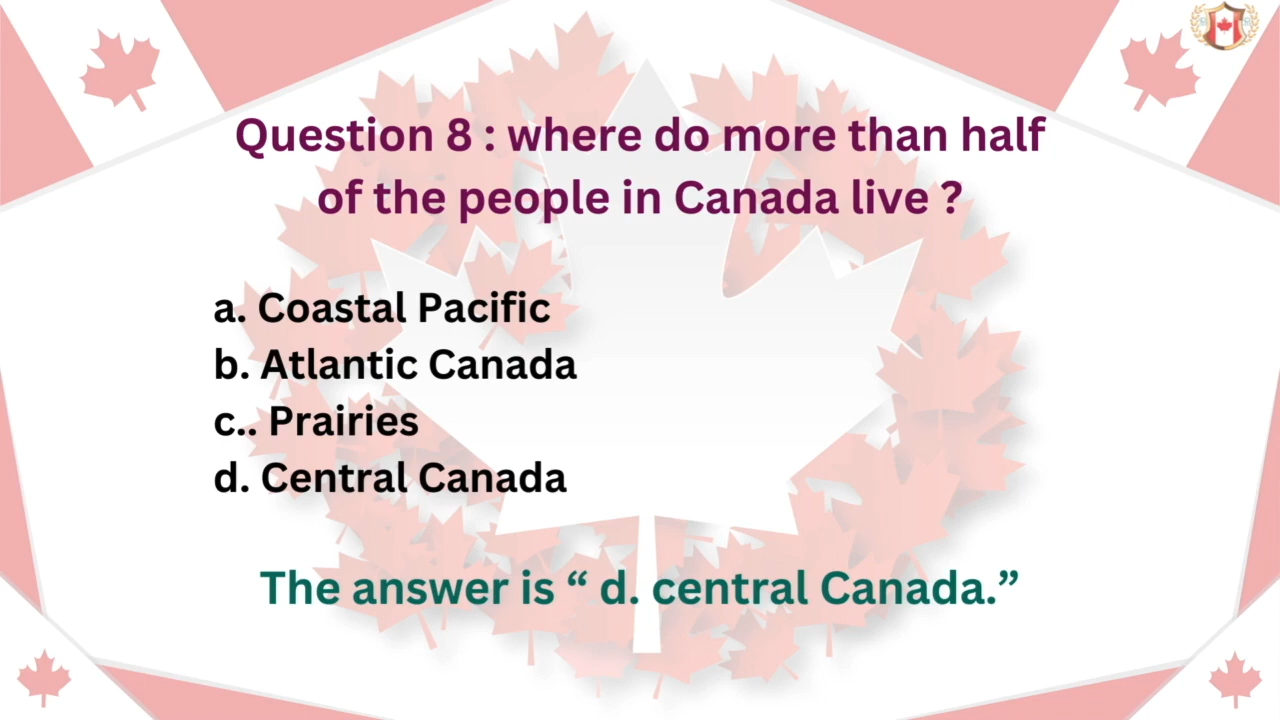 Question 8 : where do more than half
of the people in Canada live ?
a. Coastal Pacific
b. Atlantic Canada
c.. Prairies
d. Central Canada
The answer is “ d. central Canada.”